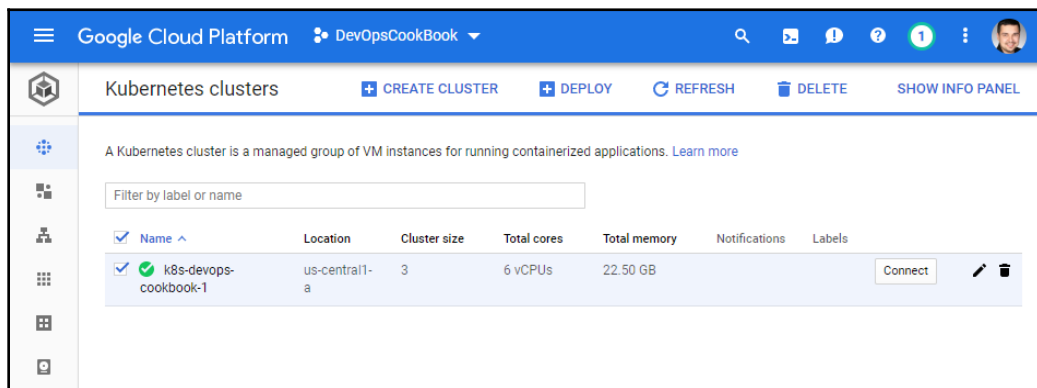 Google Cloud Platform DevOpsCookBook 1
Kubernetes clusters CREATE CLUSTER DEPLOY REFRESH DELETE SHOW INFO PANEL
A Kubernetes cluster is a managed group of VM instances for running containerized applications. Learn more
Filter by label or name
Name Location Cluster size Total cores Total memory Notifications Labels
k8s-devops- us-central1- 3 6 vCPUs 22.50 GB Connect
cookbook-1 a